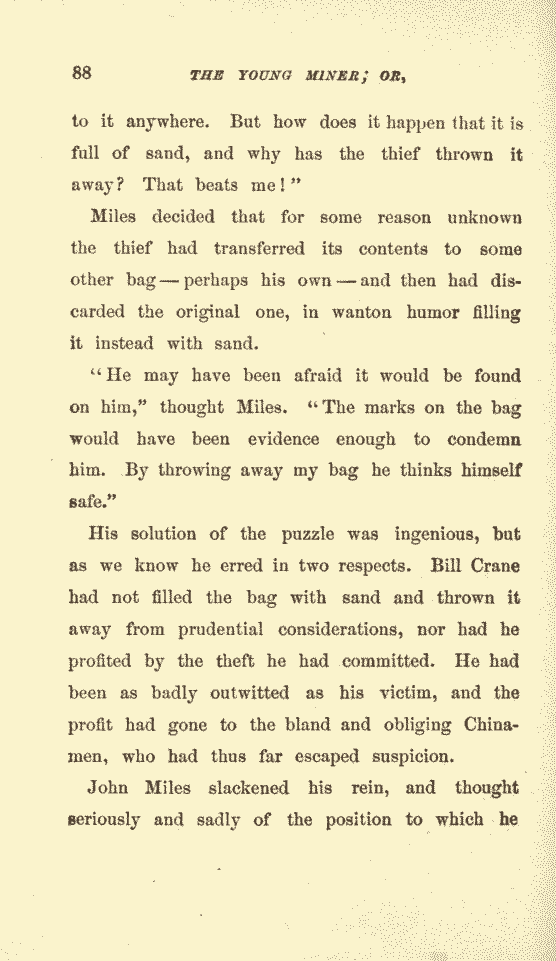 88 THE YOUNG MINER; OR,
to it anywhere. But how does it happen that it is
full of sand, and why has the thief thrown it
away? That beats me!”
Miles decided that for some reason unknown
the thief had transferred its contents to some
other bag—perhaps his own—and then had dis-
carded the original one, in wanton humor filling
it instead with sand.
“He may have been afraid it would be found
on him,” thought Miles. “The marks on the bag
would have been evidence enough to condemn
him. By throwing away my bag he thinks himself
safe.”
His solution of the puzzle was ingenious, but
as we know he erred in two respects. Bill Crane
had not filled the bag with sand and thrown it
away from prudential considerations, nor had he
profited by the theft he had committed. He had
been as badly outwitted as his victim, and the
profit had gone to the bland and obliging China-
men, who had thus far escaped suspicion.
John Miles slackened his rein, and thought
seriously and sadly of the position to which he